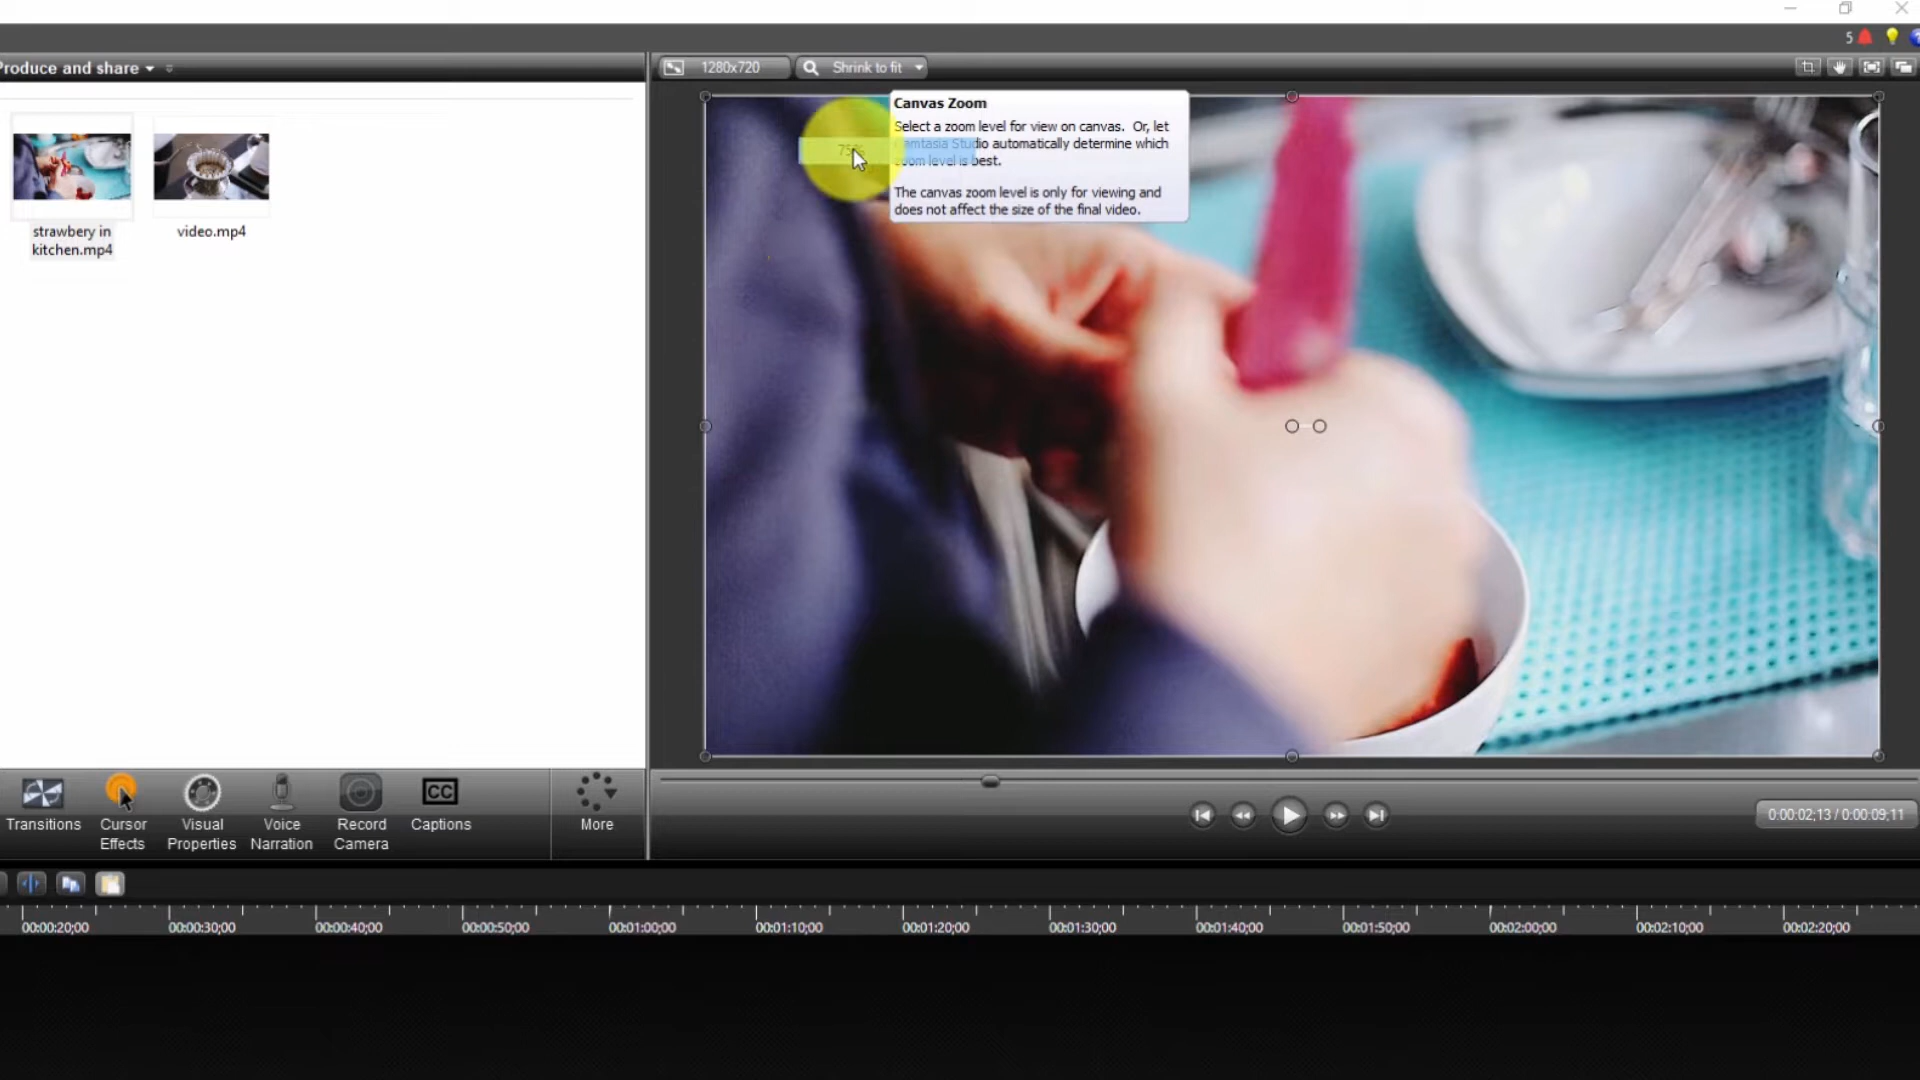 5
Produce and share
1280x720
Shrink to fit
Canvas Zoom
Select a zoom level for view on canvas. Or, let
Camtasia Studio automatically determine which
zoom level is best.
The canvas zoom level is only for viewing and
does not affect the size of the final video.
75%
strawbery in
kitchen.mp4
video.mp4
Transitions
Cursor
Effects
Visual
Properties
Voice
Narration
Record
Camera
CC
Captions
More
0:00:02;13 / 0:00:09;11
00:00:20;00 00:00:30;00 00:00:40;00 00:00:50;00 00:01:00;00 00:01:10;00 00:01:20;00 00:01:30;00 00:01:40;00 00:01:50;00 00:02:00;00 00:02:10;00 00:02:20;00